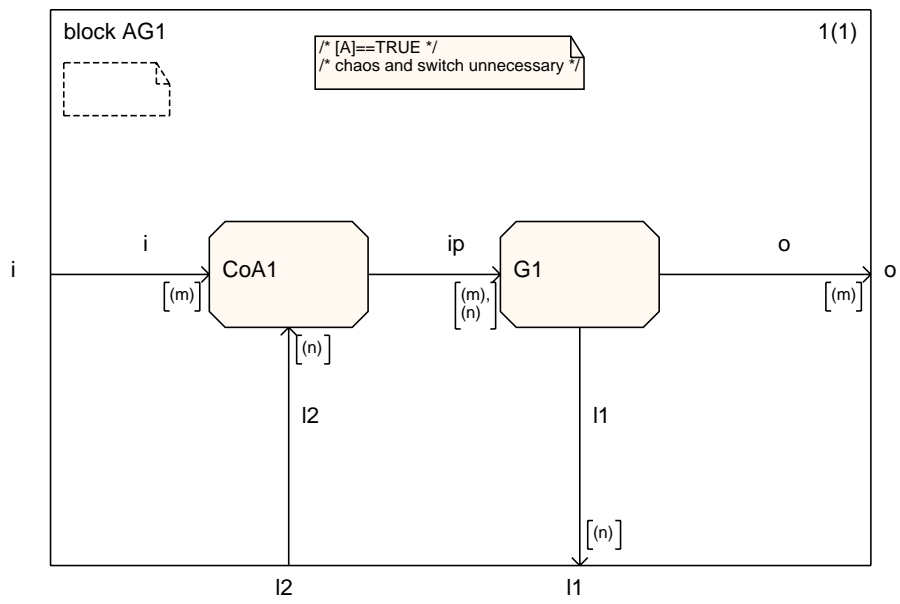 block AG1
1(1)
/* [A]==TRUE */
/* chaos and switch unnecessary */
i
i
[(m)]
CoA1
ip
[(m),
(n)]
G1
o
[(m)]
o
[(n)]
l2
l1
[(n)]
l2
l1